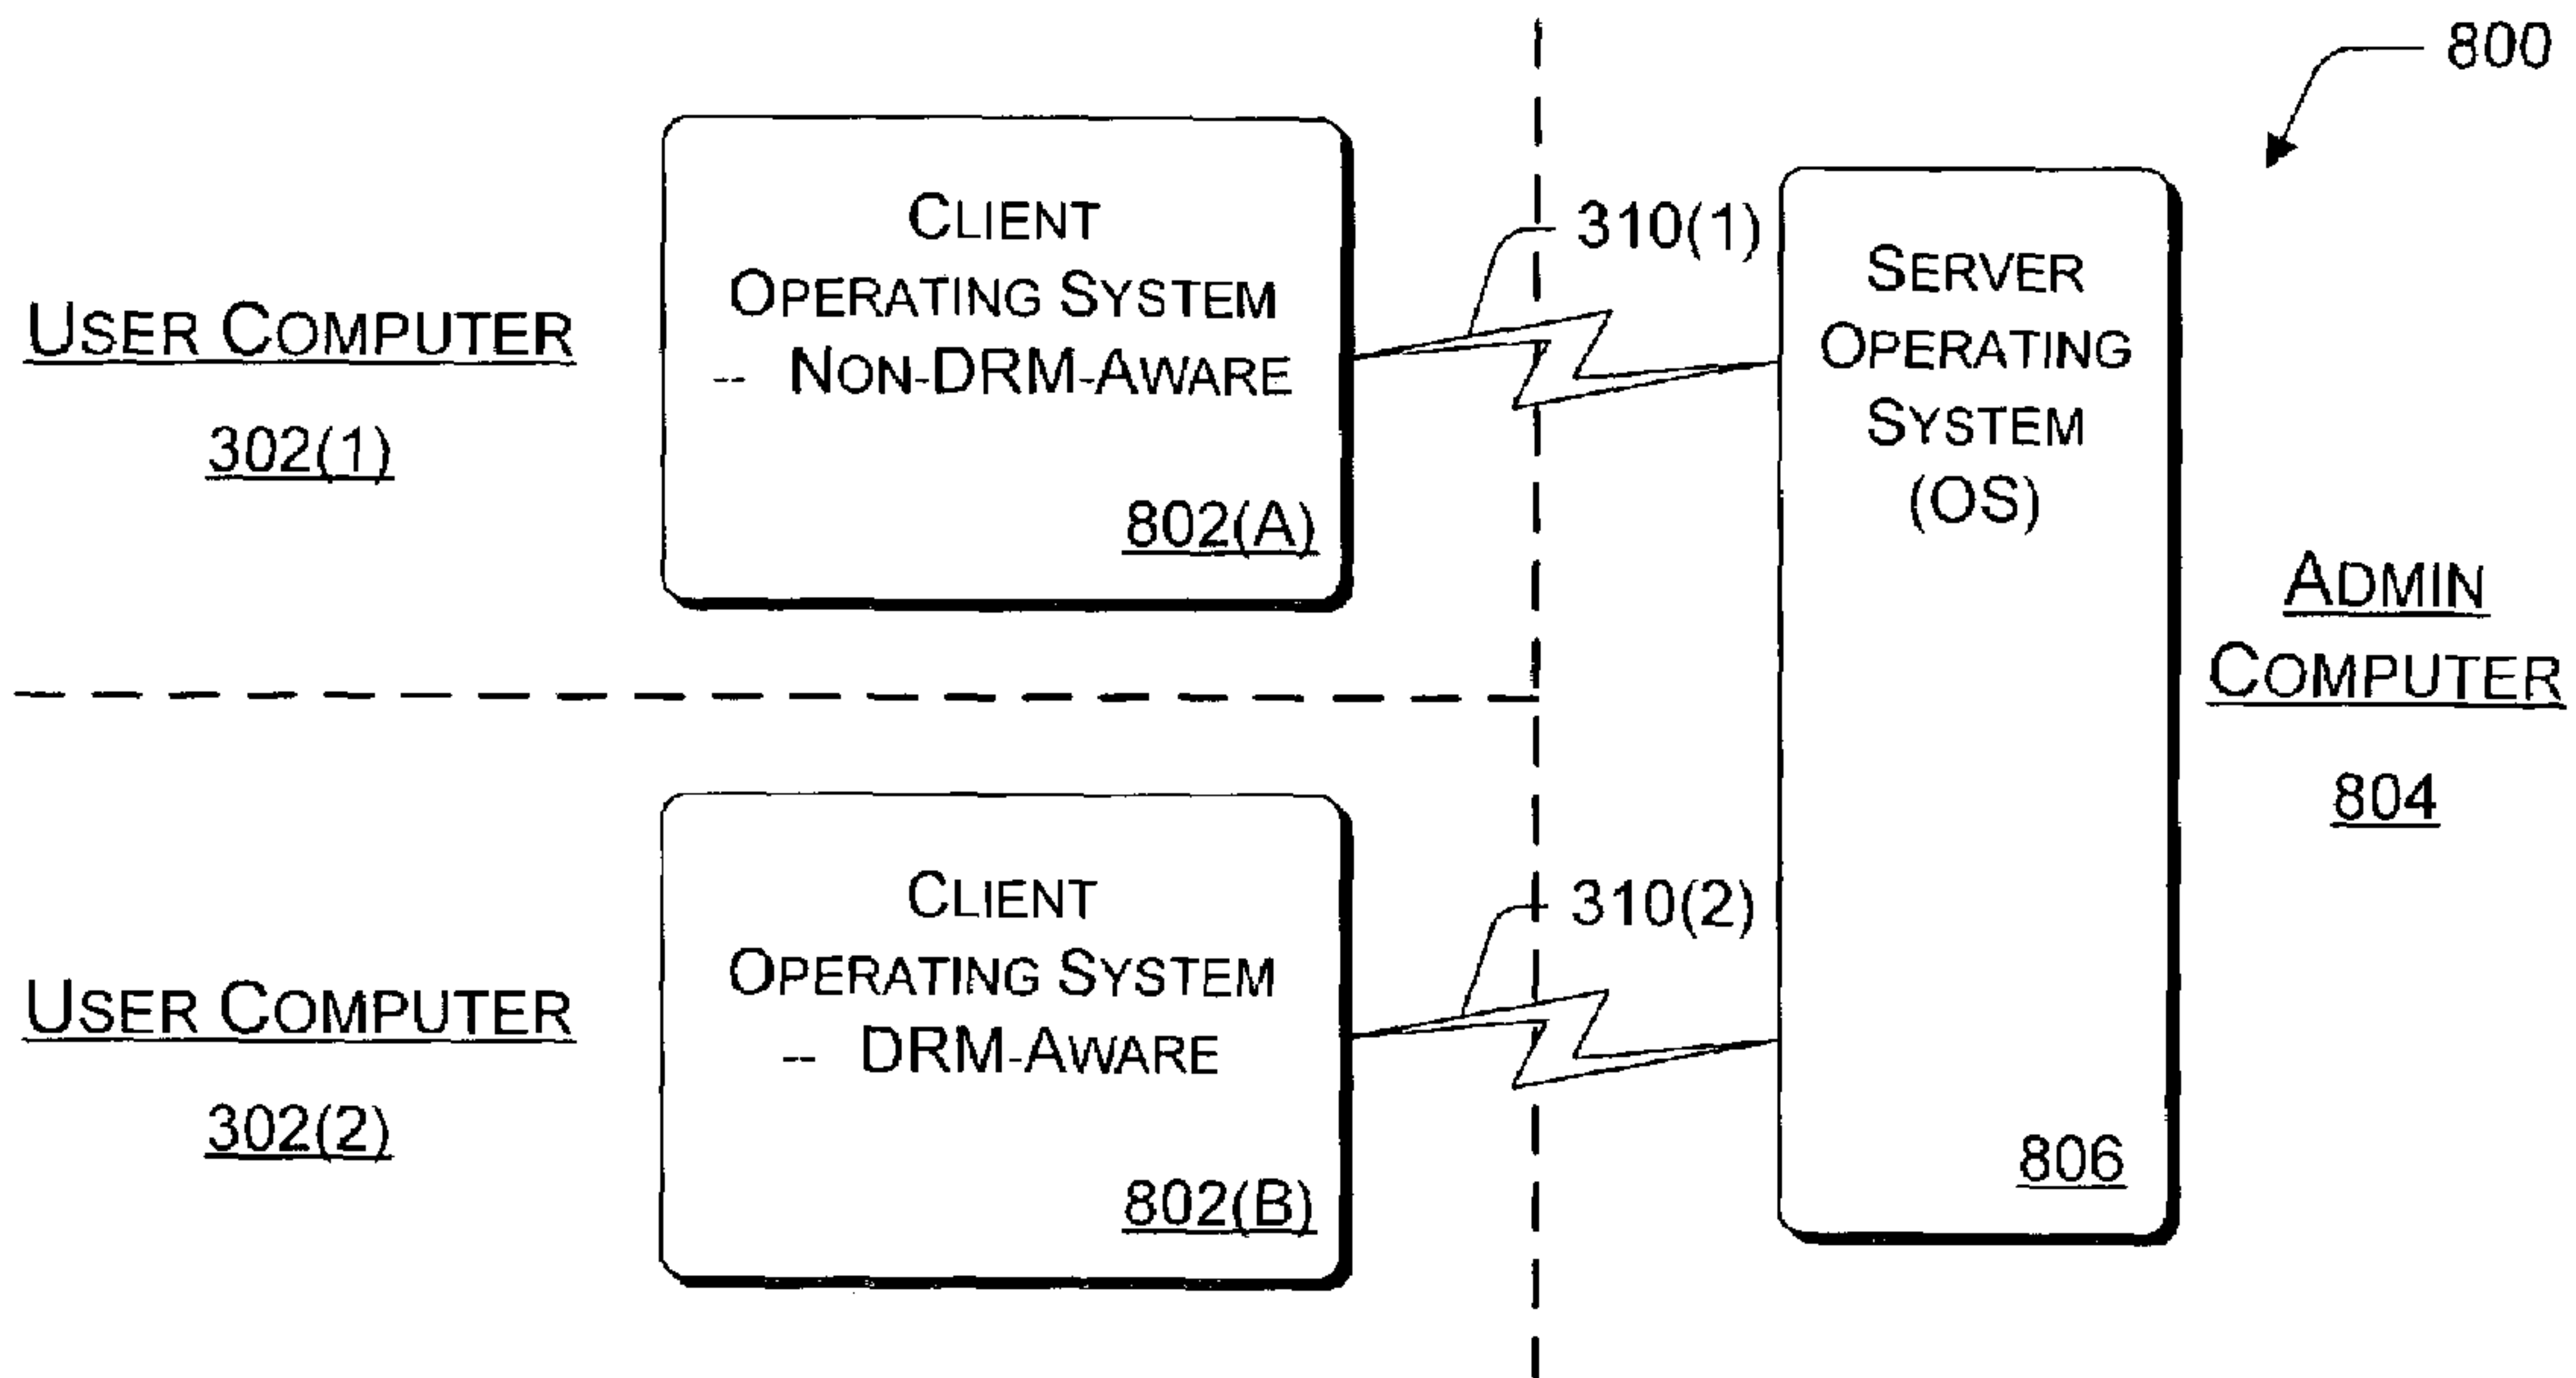 800
USER COMPUTER
302(1)
CLIENT
OPERATING SYSTEM
-- NON-DRM-AWARE
802(A)
310(1)
SERVER
OPERATING
SYSTEM
(OS)
806
ADMIN
COMPUTER
804
USER COMPUTER
302(2)
CLIENT
OPERATING SYSTEM
-- DRM-AWARE
802(B)
310(2)